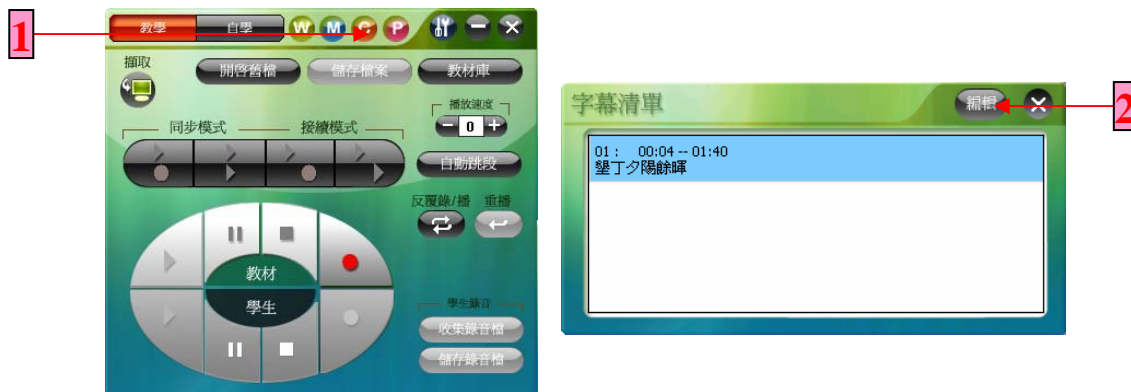 1
教學 自學 W M C P
擷取
開啓舊檔 儲存檔案 教材庫
播放速度
0
同步模式 接續模式
自動跳段
反覆錄/播 重播
教材
學生
學生錄音
收集錄音檔
儲存錄音檔
字幕清單 編輯
2
01： 00:04 -- 01:40
墾丁夕陽餘暉